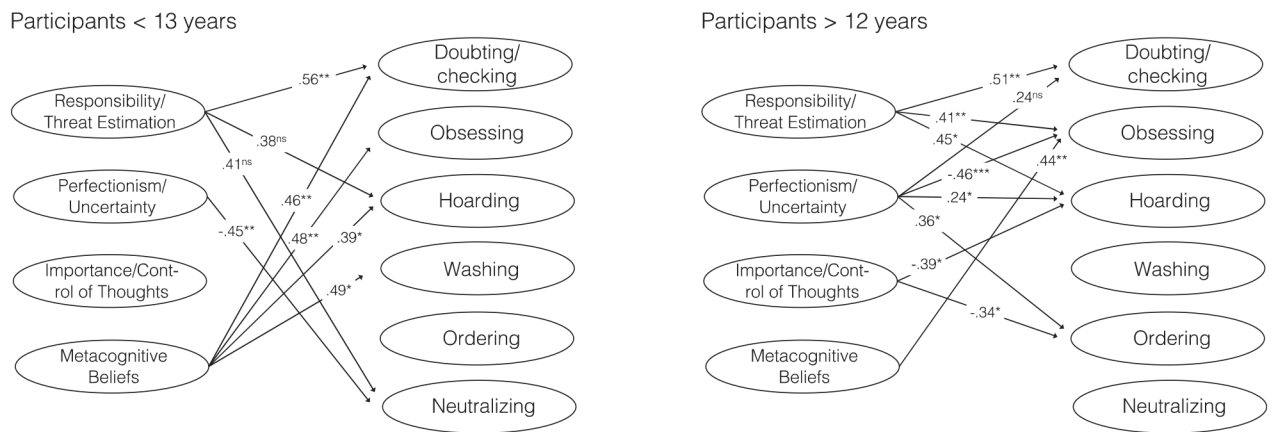 Participants < 13 years
Responsibility/
Threat Estimation
Perfectionism/
Uncertainty
Importance/Cont-
rol of Thoughts
Metacognitive
Beliefs
.56**
.38ns
.41ns
-.45**
.46**
.48**
.39*
.49*
Doubting/
checking
Obsessing
Hoarding
Washing
Ordering
Neutralizing
Participants > 12 years
Responsibility/
Threat Estimation
Perfectionism/
Uncertainty
Importance/Cont-
rol of Thoughts
Metacognitive
Beliefs
.51**
.24ns
.41**
.45*
.44**
-.46***
.24*
.36*
-.39*
-.34*
Doubting/
checking
Obsessing
Hoarding
Washing
Ordering
Neutralizing